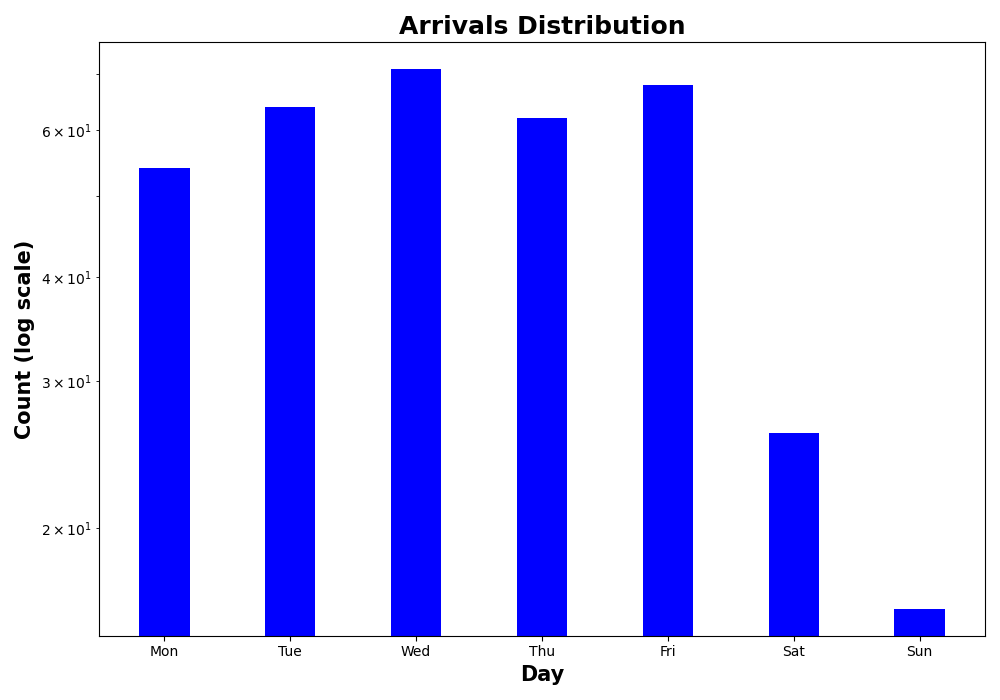 Arrivals Distribution
Count (log scale)
6 × 10¹
4 × 10¹
3 × 10¹
2 × 10¹
Mon Tue Wed Thu Fri Sat Sun
Day